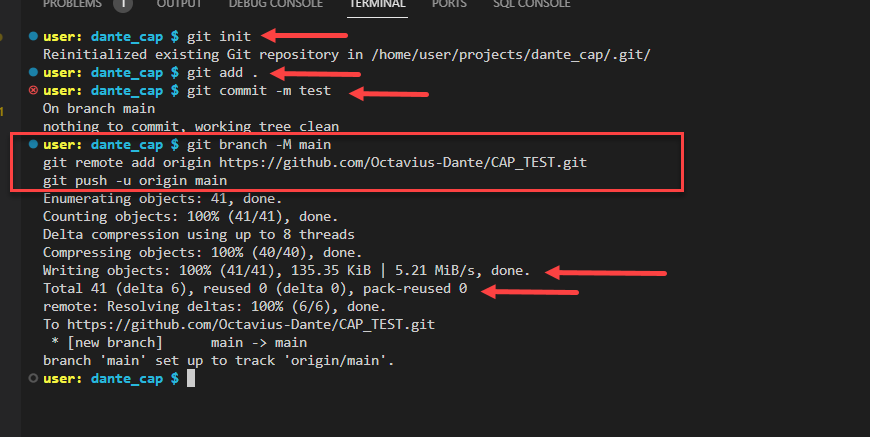 PROBLEMS 1 OUTPUT DEBUG CONSOLE TERMINAL PORTS SQL CONSOLE
user: dante_cap $ git init
Reinitialized existing Git repository in /home/user/projects/dante_cap/.git/
user: dante_cap $ git add .
user: dante_cap $ git commit -m test
On branch main
nothing to commit, working tree clean
user: dante_cap $ git branch -M main
git remote add origin https://github.com/Octavius-Dante/CAP_TEST.git
git push -u origin main
Enumerating objects: 41, done.
Counting objects: 100% (41/41), done.
Delta compression using up to 8 threads
Compressing objects: 100% (40/40), done.
Writing objects: 100% (41/41), 135.35 KiB | 5.21 MiB/s, done.
Total 41 (delta 6), reused 0 (delta 0), pack-reused 0
remote: Resolving deltas: 100% (6/6), done.
To https://github.com/Octavius-Dante/CAP_TEST.git
 * [new branch]      main -> main
branch 'main' set up to track 'origin/main'.
user: dante_cap $